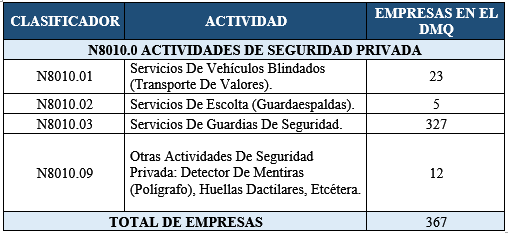 CLASIFICADOR ACTIVIDAD EMPRESAS EN EL
DMQ
N8010.0 ACTIVIDADES DE SEGURIDAD PRIVADA
N8010.01 Servicios De Vehículos Blindados
(Transporte De Valores). 23
N8010.02 Servicios De Escolta (Guardaespaldas). 5
N8010.03 Servicios De Guardias De Seguridad. 327
N8010.09 Otras Actividades De Seguridad
Privada: Detector De Mentiras
(Polígrafo), Huellas Dactilares, Etcétera. 12
TOTAL DE EMPRESAS 367